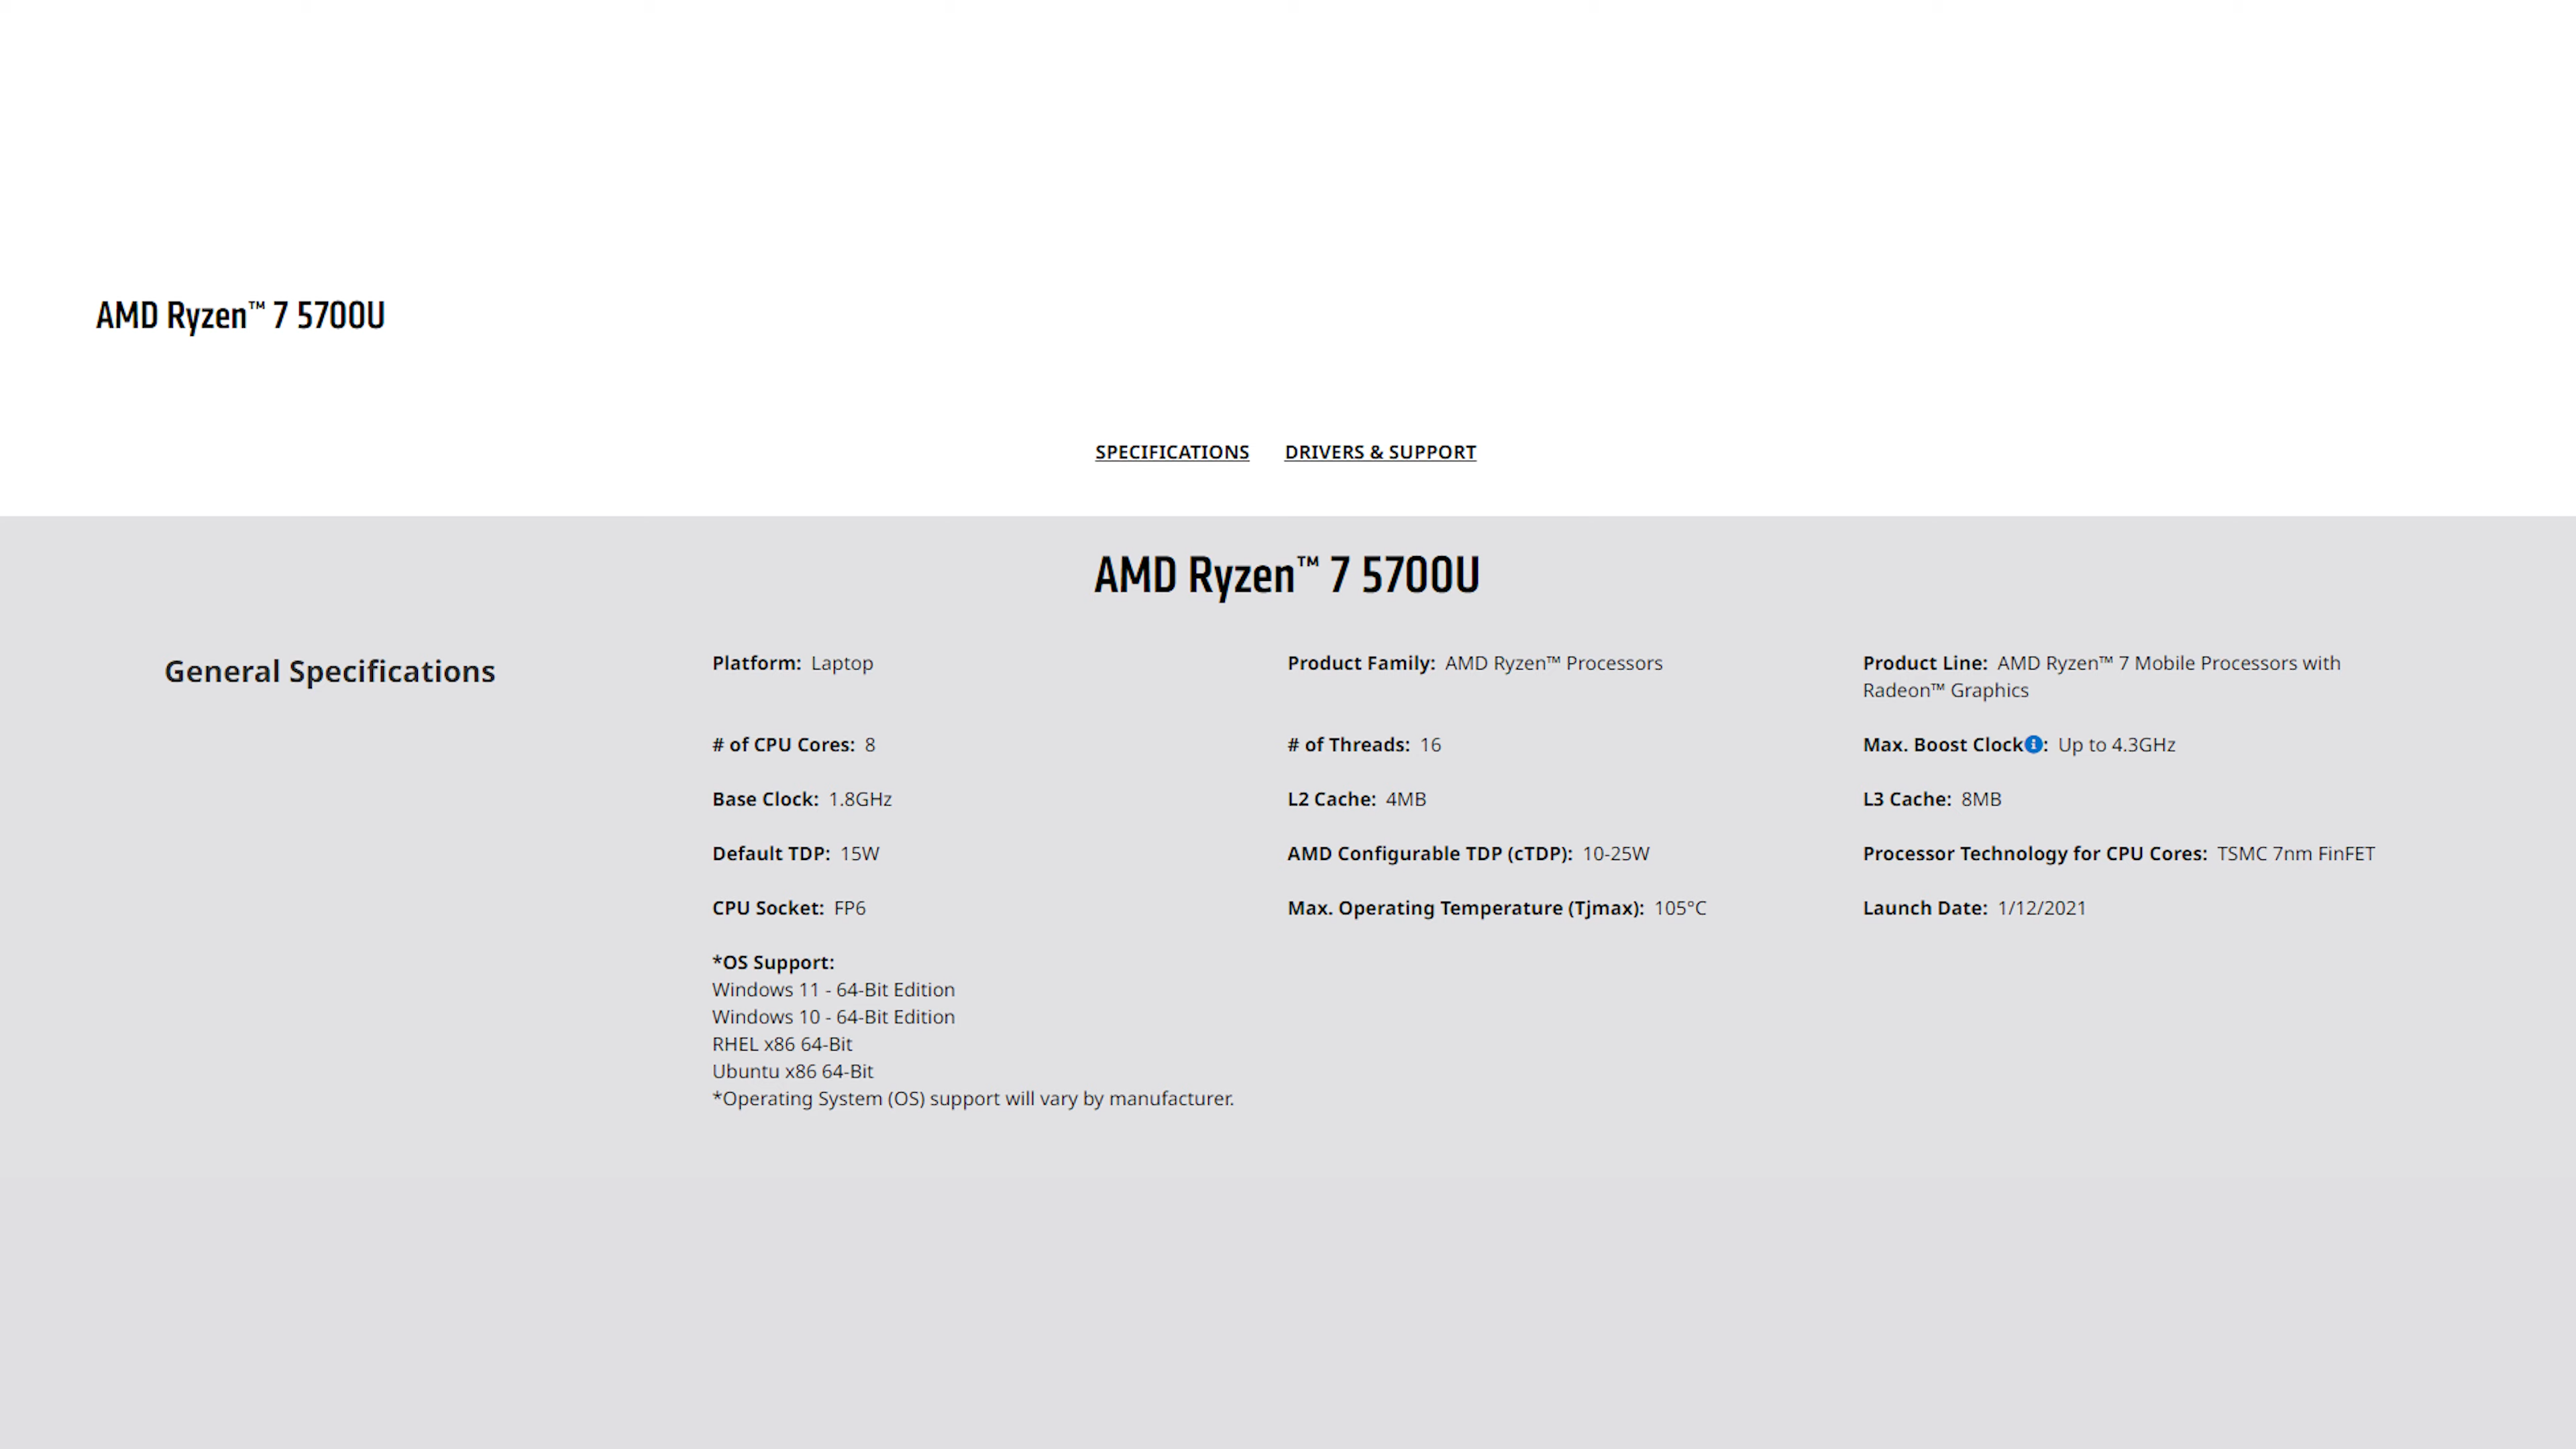 AMD Ryzen™ 7 5700U
SPECIFICATIONS DRIVERS & SUPPORT
AMD Ryzen™ 7 5700U
General Specifications
Platform: Laptop
Product Family: AMD Ryzen™ Processors
Product Line: AMD Ryzen™ 7 Mobile Processors with
Radeon™ Graphics
# of CPU Cores: 8
# of Threads: 16
Max. Boost Clock: Up to 4.3GHz
Base Clock: 1.8GHz
L2 Cache: 4MB
L3 Cache: 8MB
Default TDP: 15W
AMD Configurable TDP (cTDP): 10-25W
Processor Technology for CPU Cores: TSMC 7nm FinFET
CPU Socket: FP6
Max. Operating Temperature (Tjmax): 105°C
Launch Date: 1/12/2021
*OS Support:
Windows 11 - 64-Bit Edition
Windows 10 - 64-Bit Edition
RHEL x86 64-Bit
Ubuntu x86 64-Bit
*Operating System (OS) support will vary by manufacturer.